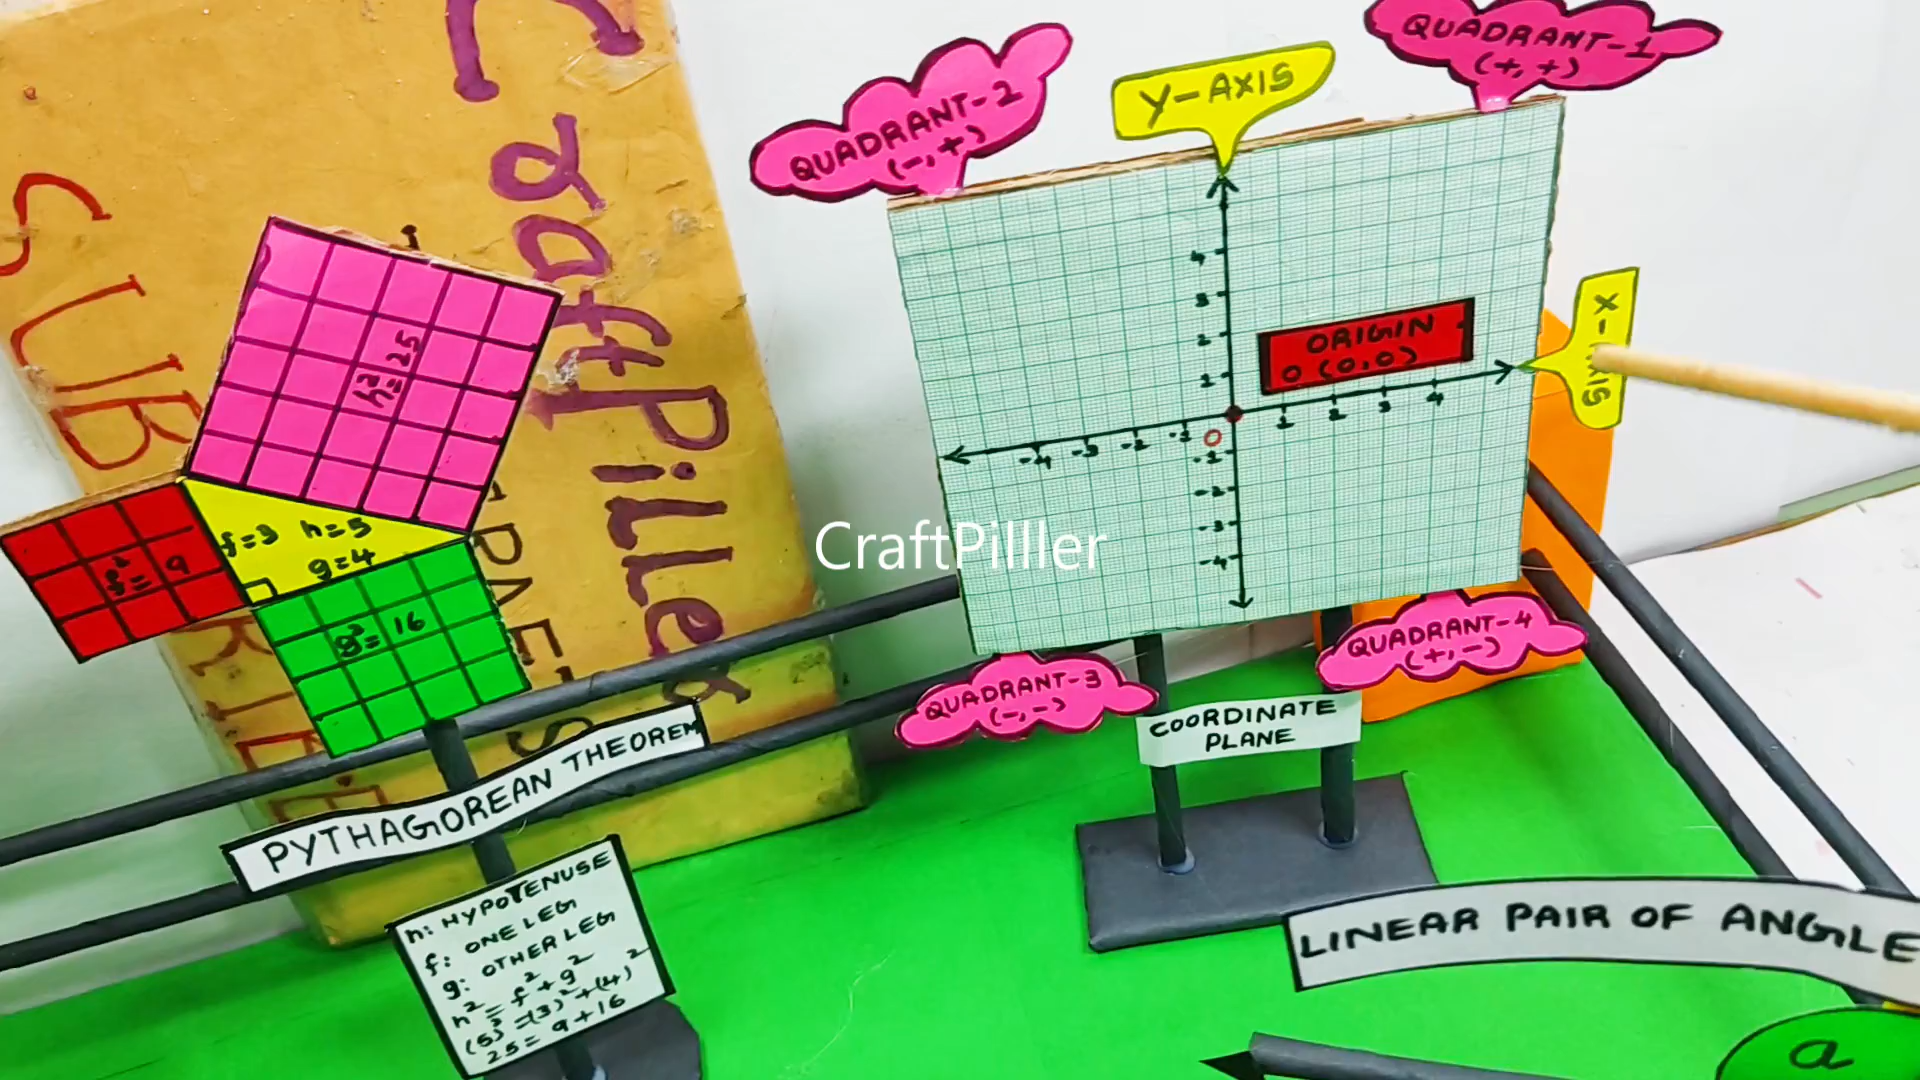 QUADRANT-2
(-,+)
Y-AXIS
QUADRANT-1
(+,+)
4
3
2
1
ORIGIN
O (0,0)
-4 -3 -2 -1
O
1 2 3 4
-1
-2
-3
-4
QUADRANT-3
(-,-)
QUADRANT-4
(+,-)
COORDINATE
PLANE
h²=25
f=3 h=5
g=4
f²=9
g²=16
PYTHAGOREAN THEOREM
h: HYPOTENUSE
f: ONE LEG
g: OTHER LEG
h²=f²+g²
(5)²=(3)²+(4)²
25=9+16
LINEAR PAIR OF ANGLE
a
CraftPiller
SUB
CraftPilller